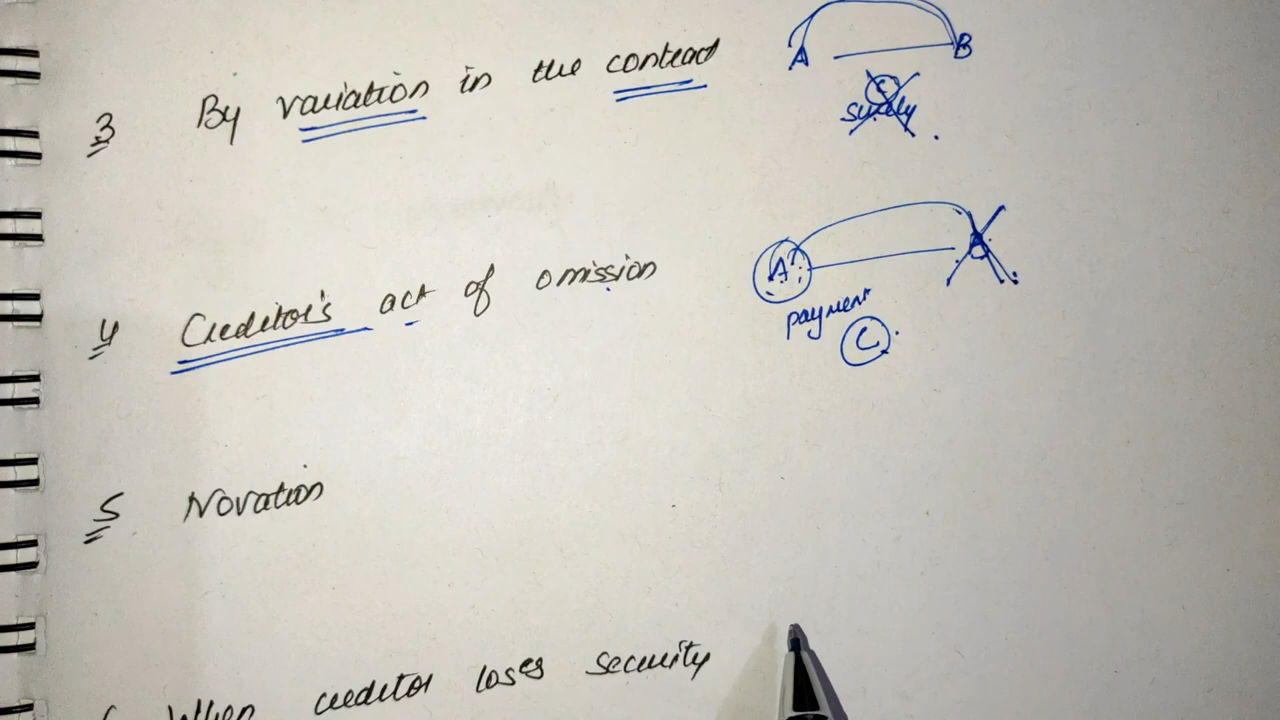 3 By variation in the contract
A B
C
surety
4 Creditor's act of omission
A B
payment
C
5 Novation
6 When creditor loses security